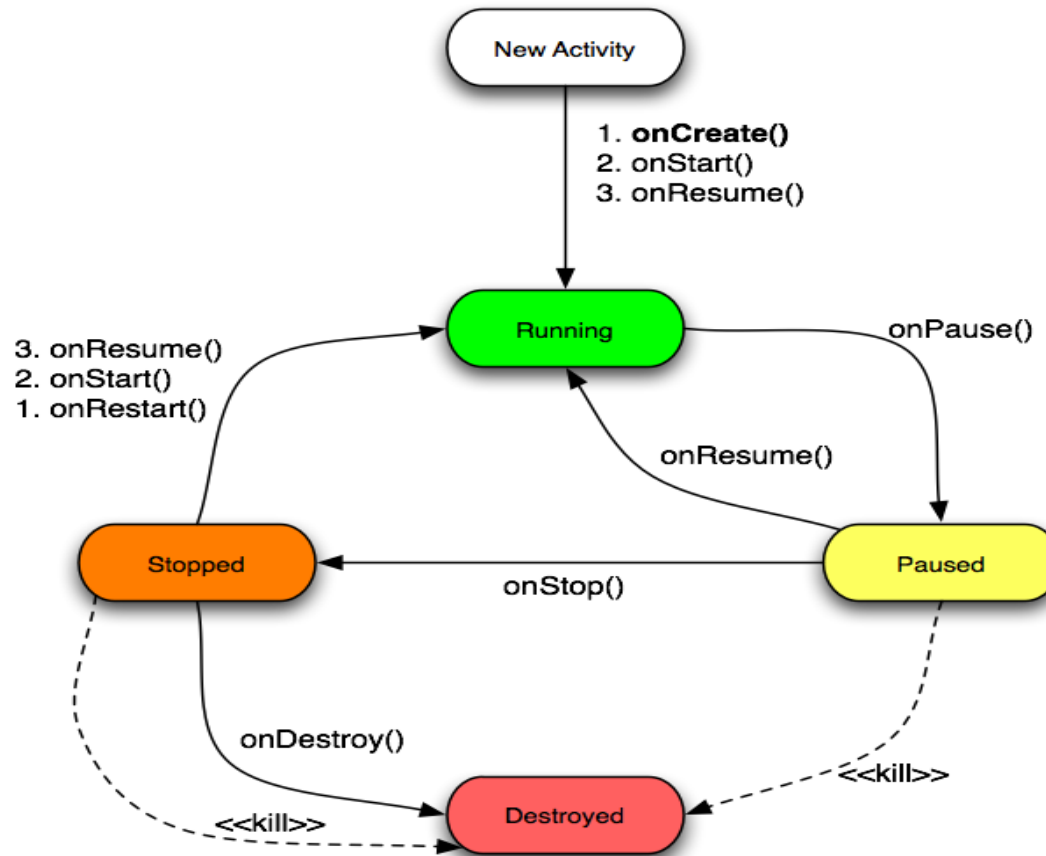 New Activity
1. onCreate()
2. onStart()
3. onResume()
Running
onPause()
3. onResume()
2. onStart()
1. onRestart()
onResume()
Stopped
Paused
onStop()
onDestroy()
<<kill>>
<<kill>>
Destroyed